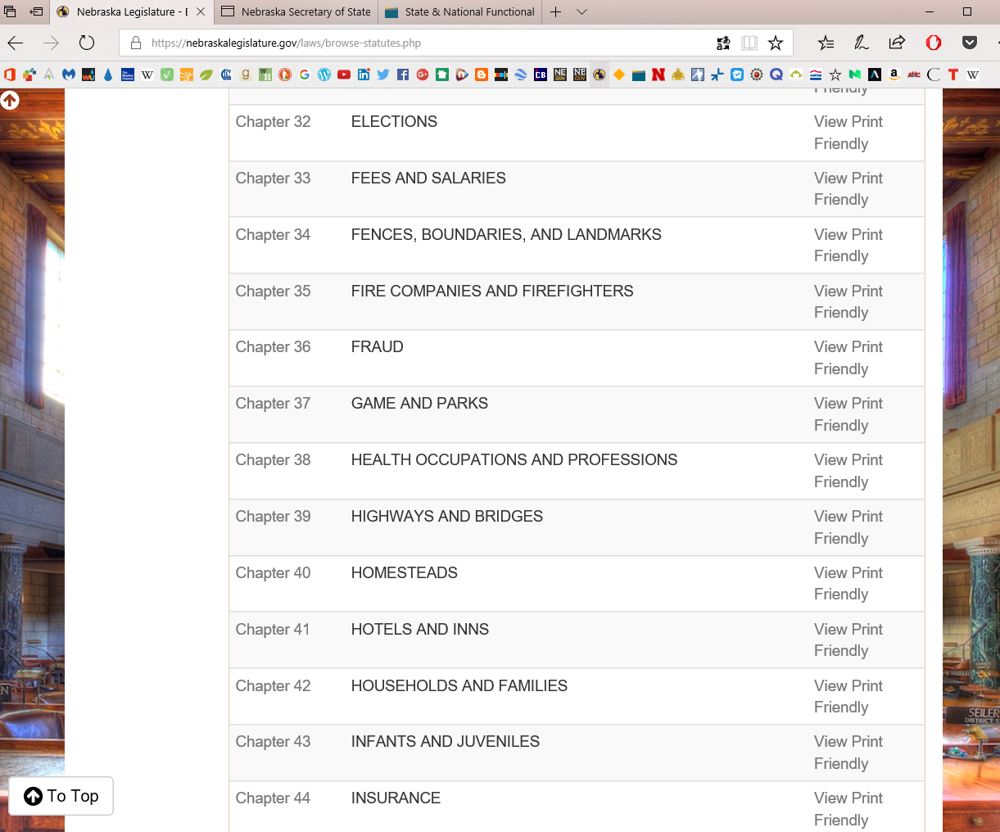 Nebraska Legislature - E
Nebraska Secretary of State
State & National Functional
https://nebraskalegislature.gov/laws/browse-statutes.php
Friendly
Chapter 32 ELECTIONS View Print
Friendly
Chapter 33 FEES AND SALARIES View Print
Friendly
Chapter 34 FENCES, BOUNDARIES, AND LANDMARKS View Print
Friendly
Chapter 35 FIRE COMPANIES AND FIREFIGHTERS View Print
Friendly
Chapter 36 FRAUD View Print
Friendly
Chapter 37 GAME AND PARKS View Print
Friendly
Chapter 38 HEALTH OCCUPATIONS AND PROFESSIONS View Print
Friendly
Chapter 39 HIGHWAYS AND BRIDGES View Print
Friendly
Chapter 40 HOMESTEADS View Print
Friendly
Chapter 41 HOTELS AND INNS View Print
Friendly
Chapter 42 HOUSEHOLDS AND FAMILIES View Print
Friendly
SEILER
DISTRICT
Chapter 43 INFANTS AND JUVENILES View Print
Friendly
To Top
Chapter 44 INSURANCE View Print
Friendly